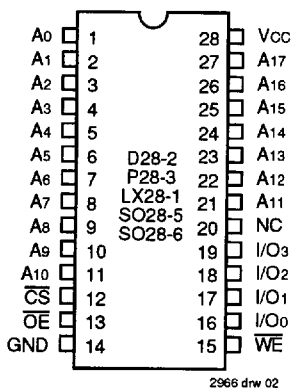 A0 1 28 VCC
A1 2 27 A17
A2 3 26 A16
A3 4 25 A15
A4 5 24 A14
A5 6 D28-2 23 A13
A6 7 P28-3 22 A12
A7 8 LX28-1 21 A11
A8 9 SO28-5 20 NC
A9 10 SO28-6 19 I/O3
A10 11 18 I/O2
C̅S̅ 12 17 I/O1
O̅E̅ 13 16 I/O0
GND 14 15 W̅E̅
2966 drw 02